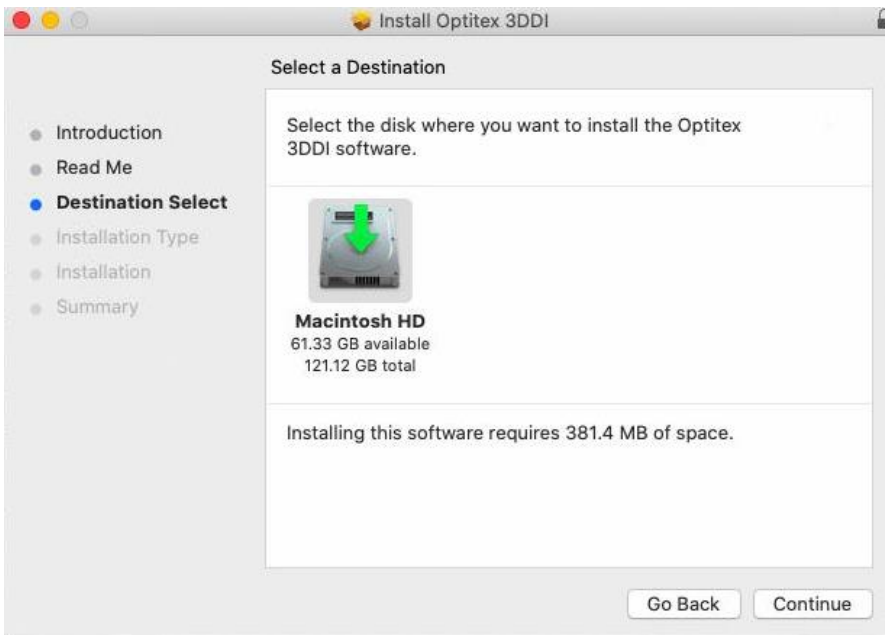 Install Optitex 3DDI
Select a Destination
Introduction
Read Me
Destination Select
Installation Type
Installation
Summary
Select the disk where you want to install the Optitex
3DDI software.
Macintosh HD
61.33 GB available
121.12 GB total
Installing this software requires 381.4 MB of space.
Go Back
Continue